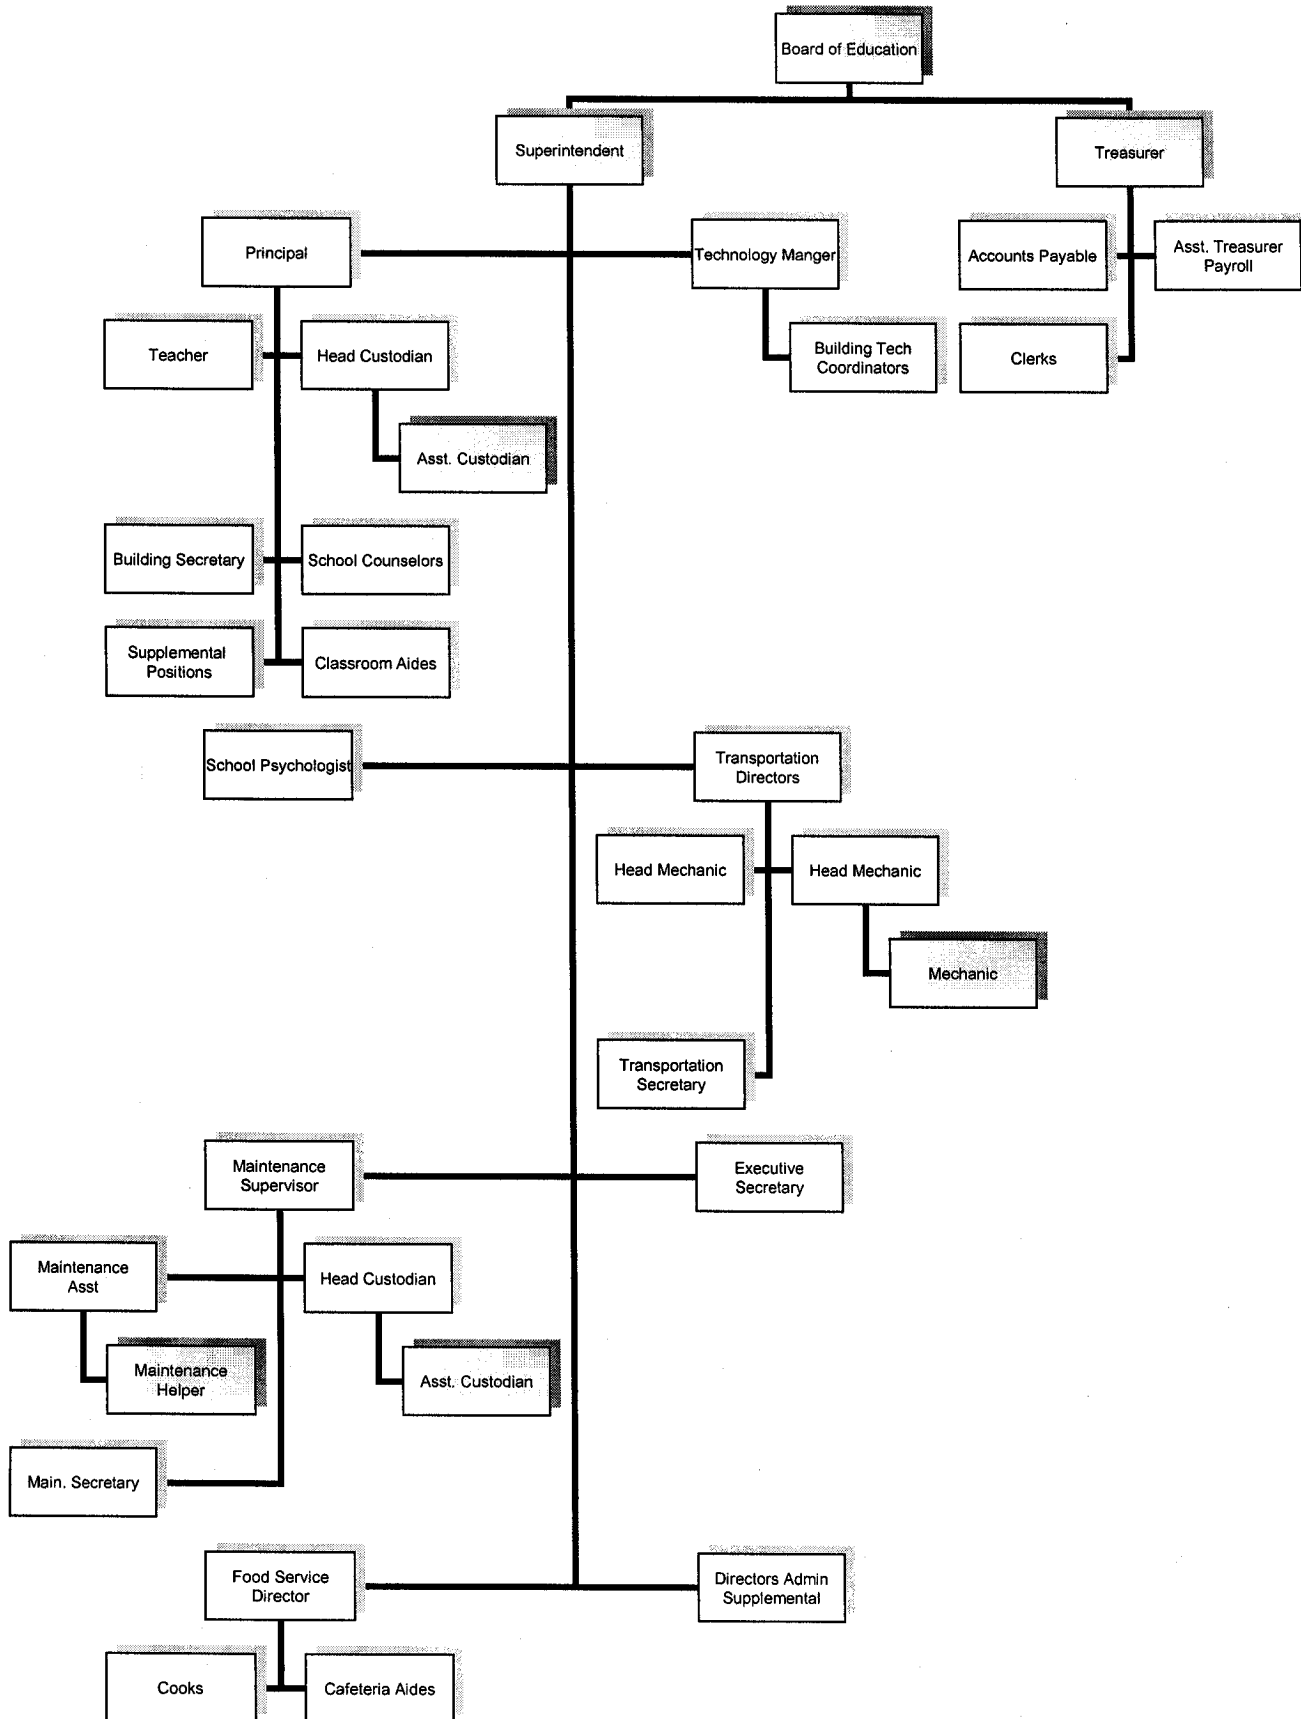 Board of Education
Superintendent
Treasurer
Principal
Technology Manger
Accounts Payable
Asst. Treasurer
Payroll
Teacher
Head Custodian
Building Tech
Coordinators
Clerks
Asst. Custodian
Building Secretary
School Counselors
Supplemental
Positions
Classroom Aides
School Psychologist
Transportation
Directors
Head Mechanic
Head Mechanic
Mechanic
Transportation
Secretary
Maintenance
Supervisor
Executive
Secretary
Maintenance
Asst
Head Custodian
Maintenance
Helper
Asst. Custodian
Main. Secretary
Food Service
Director
Directors Admin
Supplemental
Cooks
Cafeteria Aides